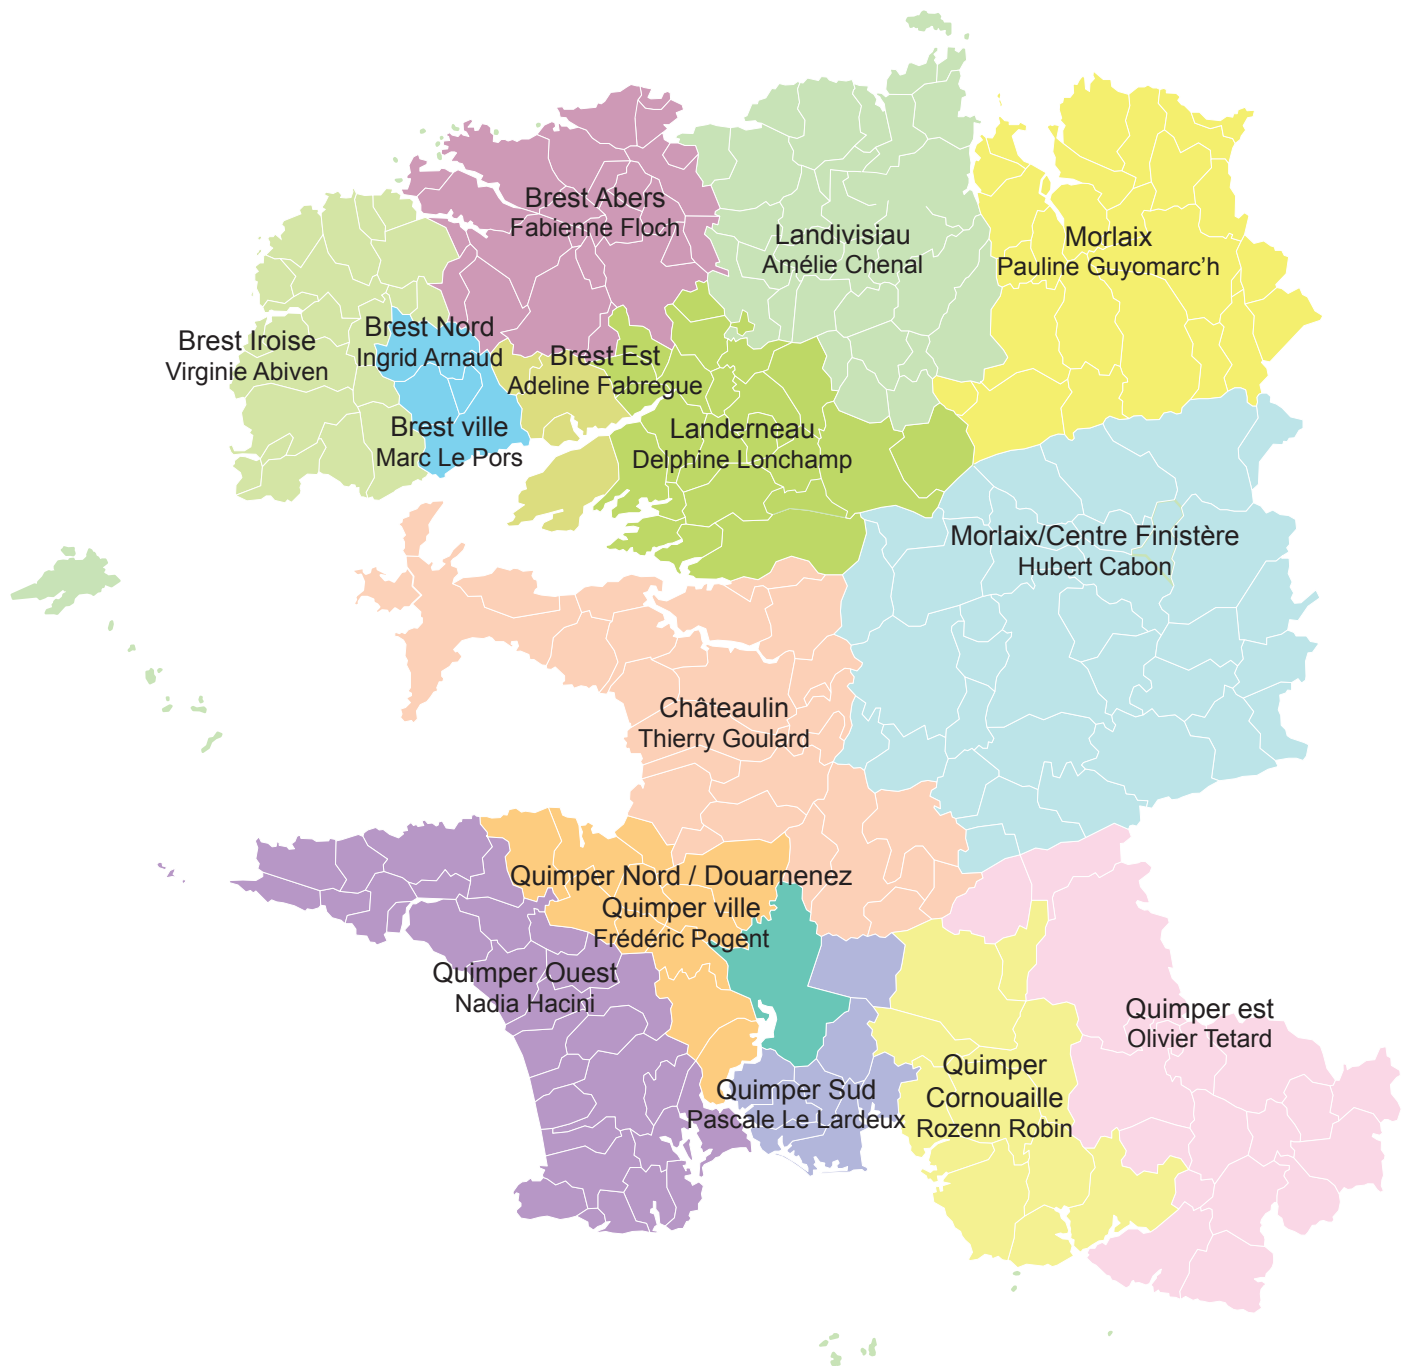 Brest Abers
Fabienne Floch
Landivisiau
Amélie Chenal
Morlaix
Pauline Guyomarc’h
Brest Iroise
Virginie Abiven
Brest Nord
Ingrid Arnaud
Brest Est
Adeline Fabregue
Brest ville
Marc Le Pors
Landerneau
Delphine Lonchamp
Morlaix/Centre Finistère
Hubert Cabon
Châteaulin
Thierry Goulard
Quimper Nord / Douarnenez
Quimper ville
Frédéric Pogent
Quimper Ouest
Nadia Hacini
Quimper est
Olivier Tetard
Quimper Sud
Pascale Le Lardeux
Quimper
Cornouaille
Rozenn Robin